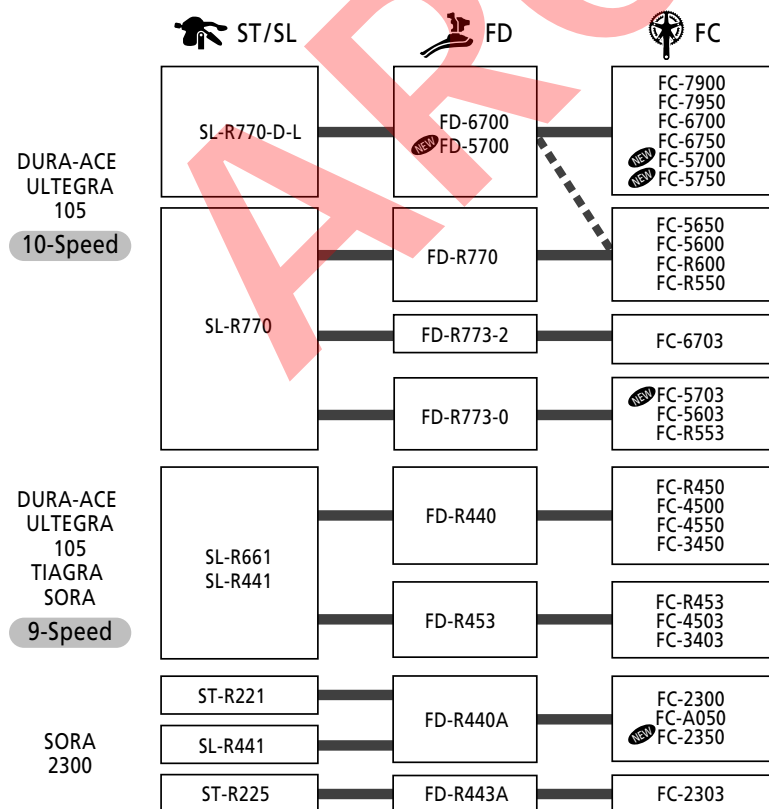 ST/SL
FD
FC
DURA-ACE
ULTEGRA
105
10-Speed
SL-R770-D-L
FD-6700
NEW FD-5700
FC-7900
FC-7950
FC-6700
FC-6750
NEW FC-5700
NEW FC-5750
SL-R770
FD-R770
FC-5650
FC-5600
FC-R600
FC-R550
FD-R773-2
FC-6703
FD-R773-0
NEW FC-5703
FC-5603
FC-R553
DURA-ACE
ULTEGRA
105
TIAGRA
SORA
9-Speed
SL-R661
SL-R441
FD-R440
FC-R450
FC-4500
FC-4550
FC-3450
FD-R453
FC-R453
FC-4503
FC-3403
SORA
2300
ST-R221
SL-R441
FD-R440A
FC-2300
FC-A050
NEW FC-2350
ST-R225
FD-R443A
FC-2303